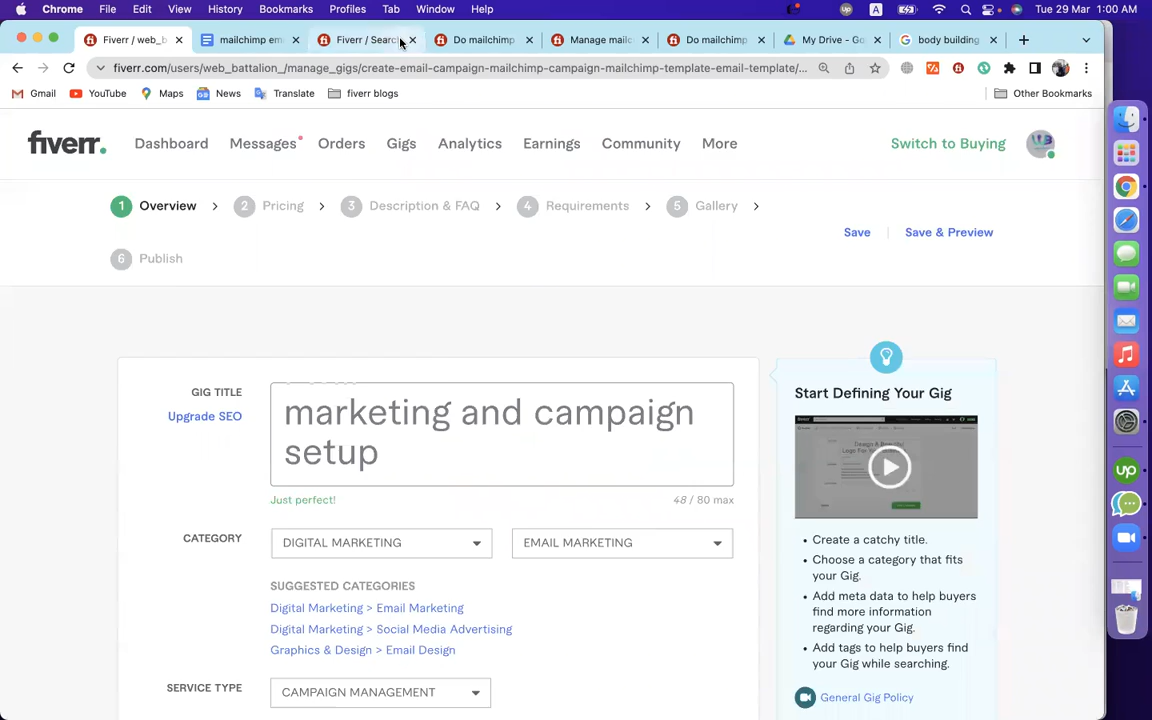 Chrome File Edit View History Bookmarks Profiles Tab Window Help A Tue 29 Mar 1:00 AM
Fiverr / web_b mailchimp em Fiverr / Searc Do mailchimp Manage mailc Do mailchimp My Drive - Go body building
fiverr.com/users/web_battalion_/manage_gigs/create-email-campaign-mailchimp-campaign-mailchimp-template-email-template/...
Gmail YouTube Maps News Translate fiverr blogs Other Bookmarks
fiverr. Dashboard Messages Orders Gigs Analytics Earnings Community More Switch to Buying
1 Overview 2 Pricing 3 Description & FAQ 4 Requirements 5 Gallery
Save Save & Preview
6 Publish
GIG TITLE
Upgrade SEO
marketing and campaign
setup
Just perfect! 48 / 80 max
CATEGORY DIGITAL MARKETING EMAIL MARKETING
SUGGESTED CATEGORIES
Digital Marketing > Email Marketing
Digital Marketing > Social Media Advertising
Graphics & Design > Email Design
SERVICE TYPE CAMPAIGN MANAGEMENT
Start Defining Your Gig
• Create a catchy title.
• Choose a category that fits
your Gig.
• Add meta data to help buyers
find more information
regarding your Gig.
• Add tags to help buyers find
your Gig while searching.
General Gig Policy
up